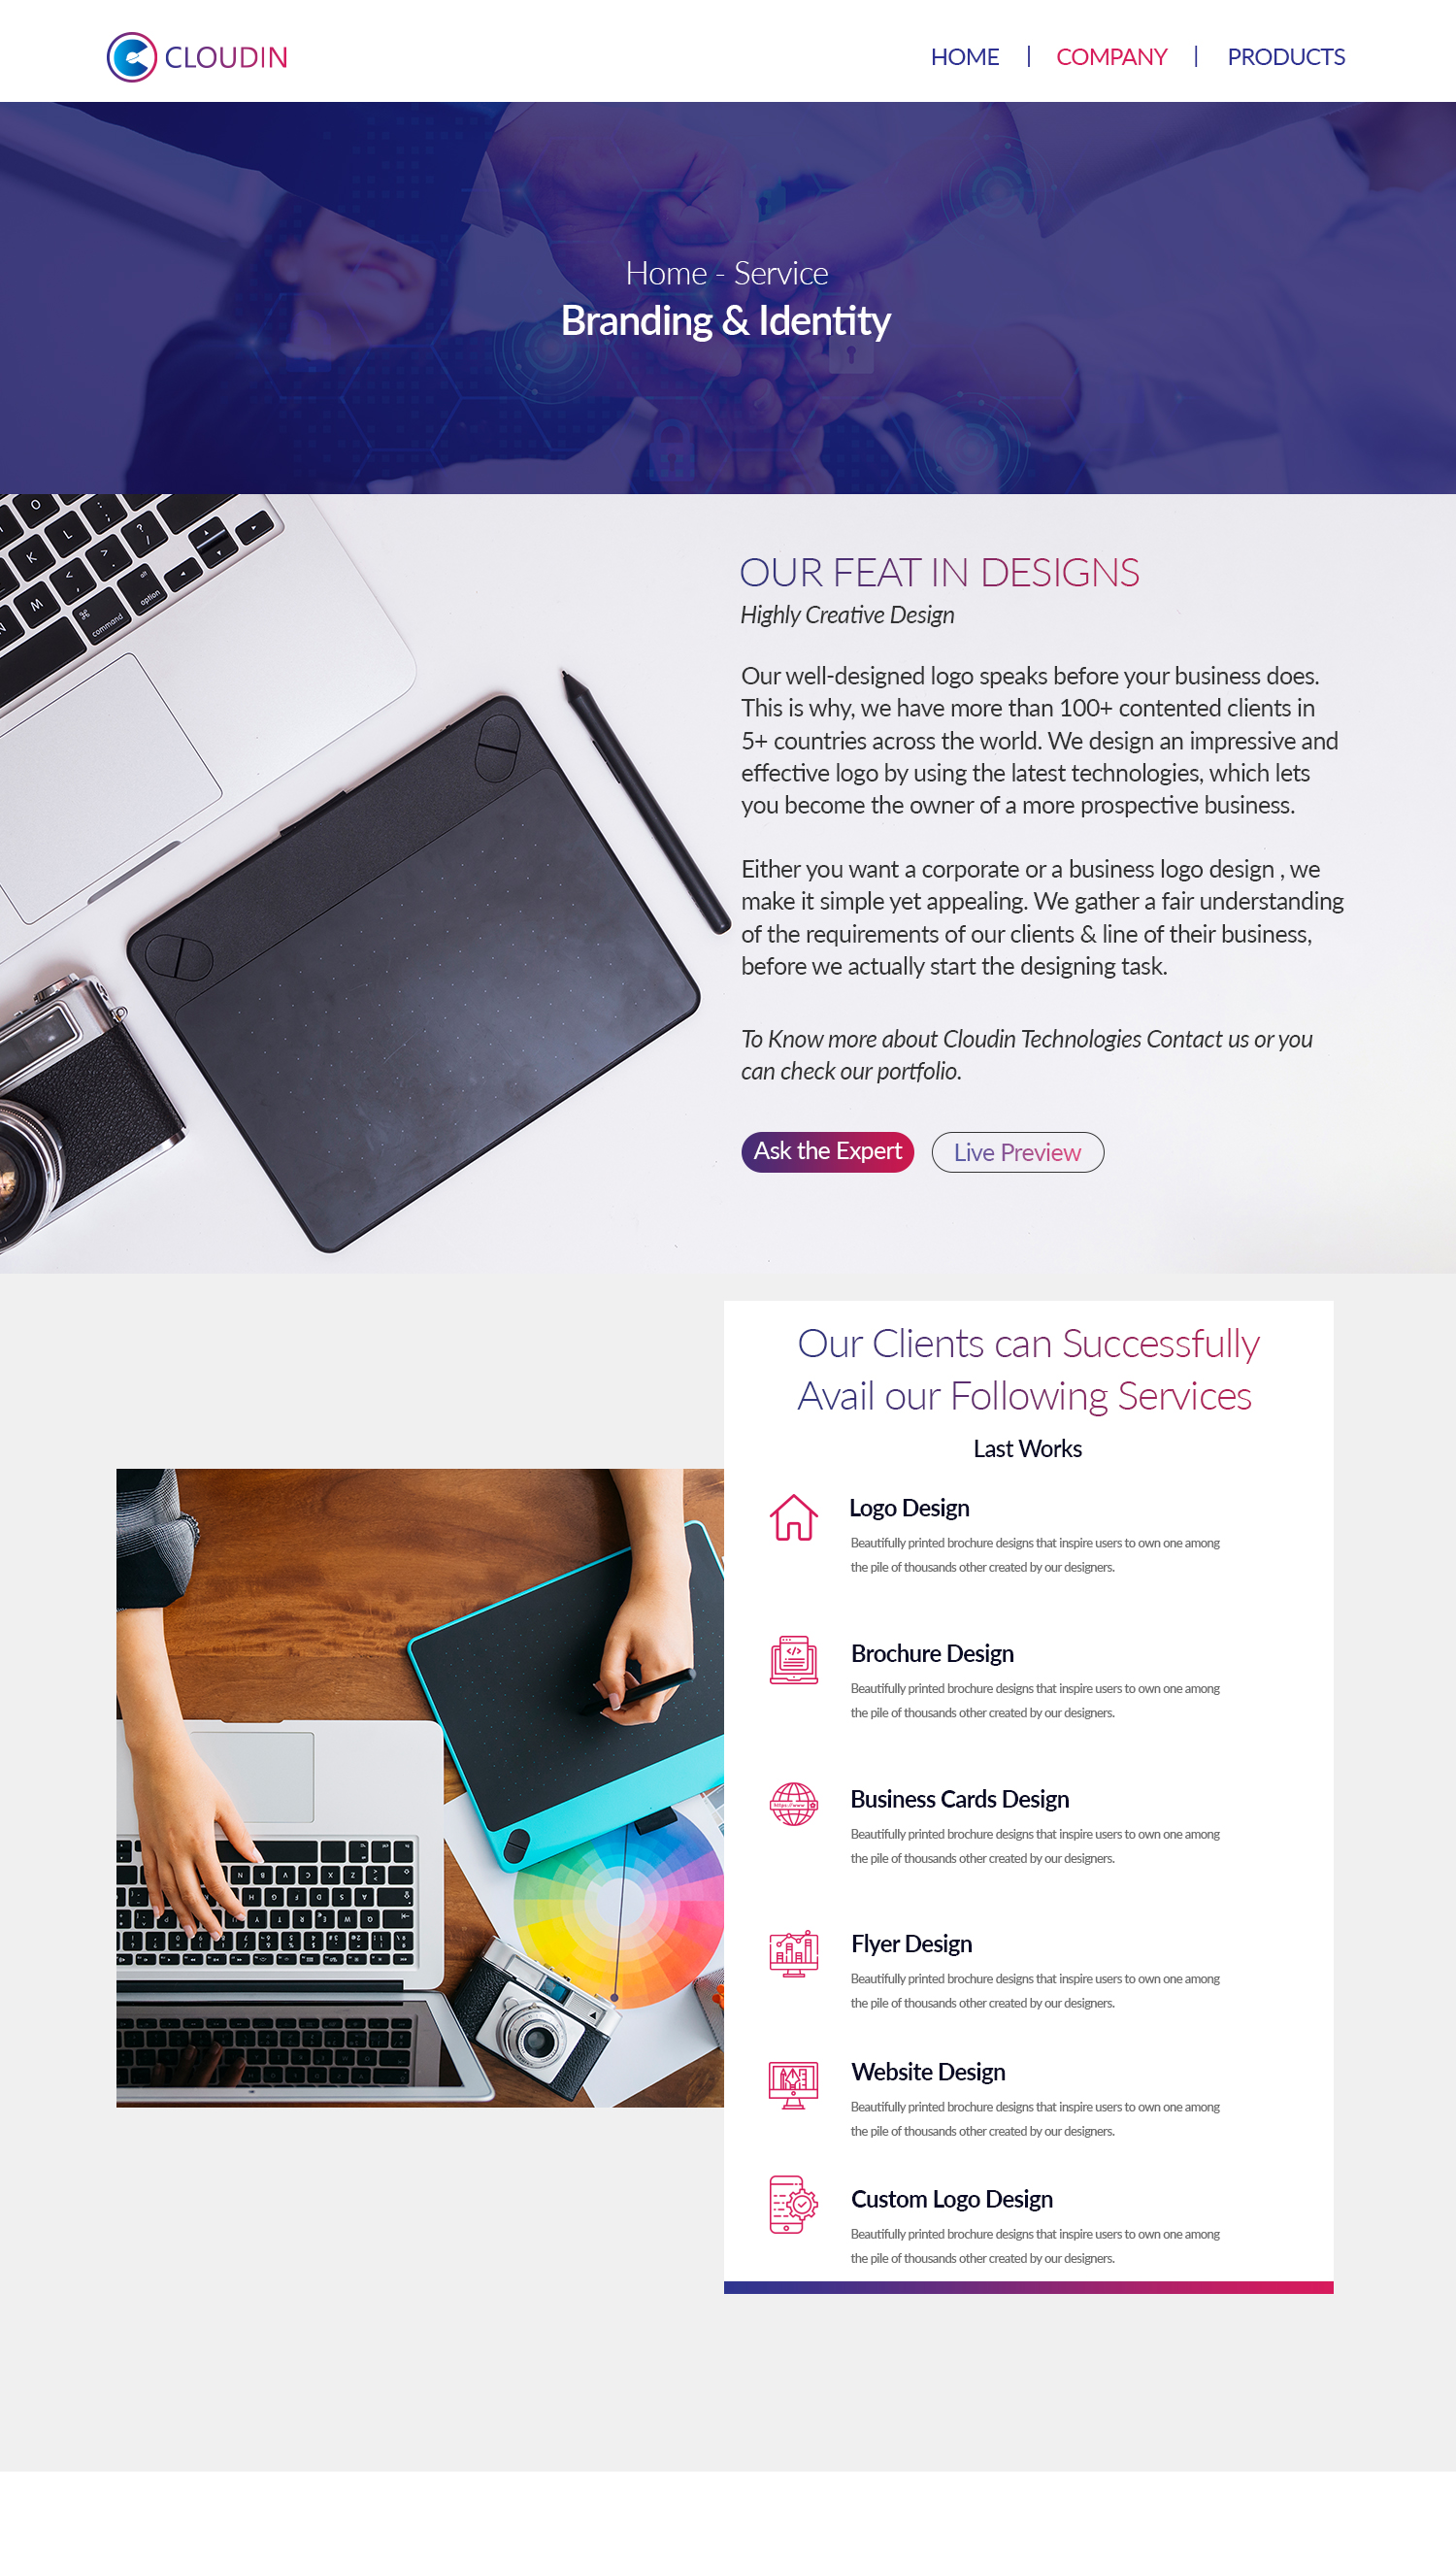 CLOUDIN
HOME | COMPANY | PRODUCTS
Home - Service
Branding & Identity
OUR FEAT IN DESIGNS
Highly Creative Design
Our well-designed logo speaks before your business does.
This is why, we have more than 100+ contented clients in
5+ countries across the world. We design an impressive and
effective logo by using the latest technologies, which lets
you become the owner of a more prospective business.
Either you want a corporate or a business logo design , we
make it simple yet appealing. We gather a fair understanding
of the requirements of our clients & line of their business,
before we actually start the designing task.
To Know more about Cloudin Technologies Contact us or you
can check our portfolio.
Ask the Expert
Live Preview
Our Clients can Successfully
Avail our Following Services
Last Works
Logo Design
Beautifully printed brochure designs that inspire users to own one among
the pile of thousands other created by our designers.
Brochure Design
Beautifully printed brochure designs that inspire users to own one among
the pile of thousands other created by our designers.
Business Cards Design
Beautifully printed brochure designs that inspire users to own one among
the pile of thousands other created by our designers.
Flyer Design
Beautifully printed brochure designs that inspire users to own one among
the pile of thousands other created by our designers.
Website Design
Beautifully printed brochure designs that inspire users to own one among
the pile of thousands other created by our designers.
Custom Logo Design
Beautifully printed brochure designs that inspire users to own one among
the pile of thousands other created by our designers.